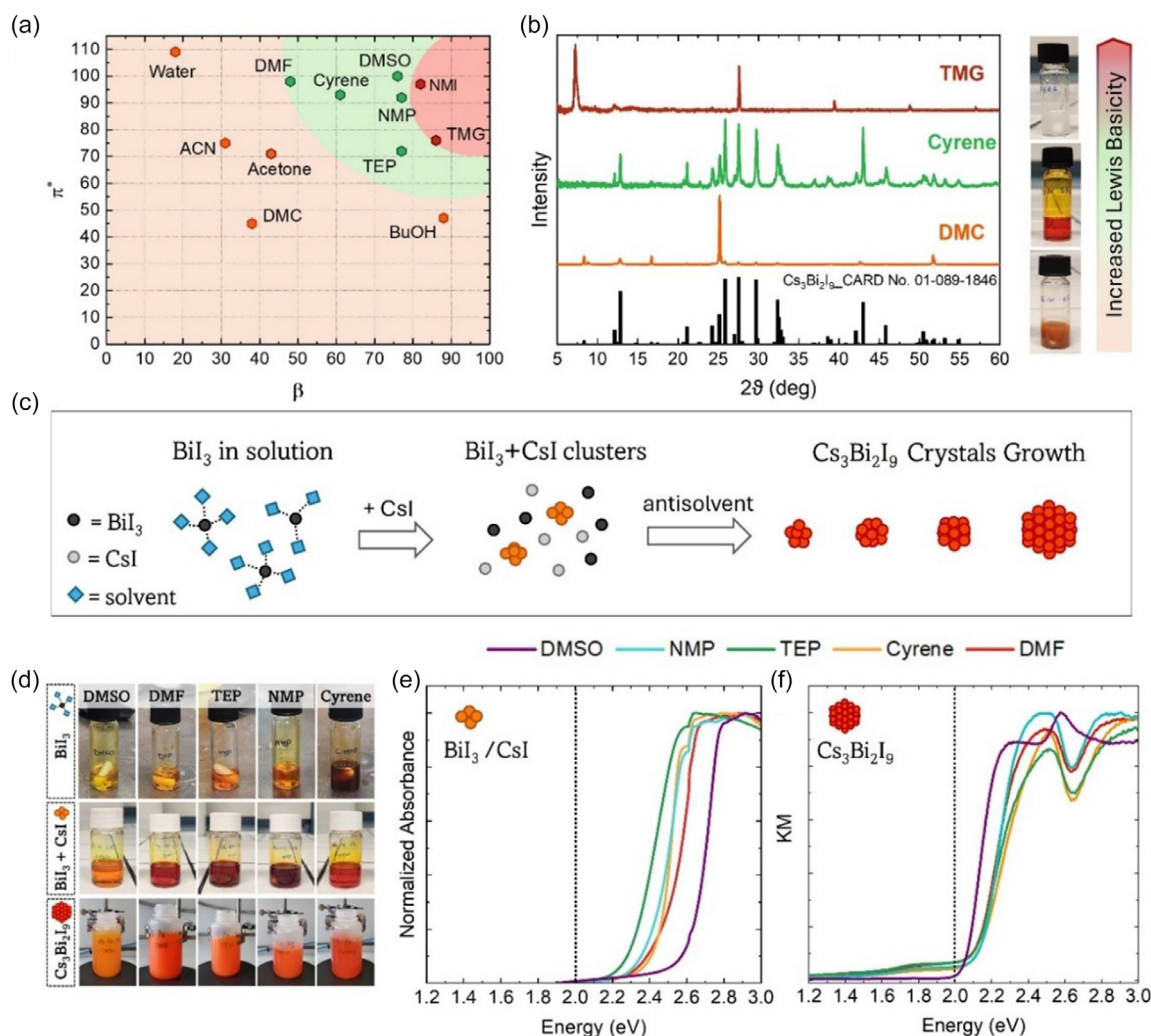 (a)
π*
110
100
90
80
70
60
50
40
30
20
10
0
0 10 20 30 40 50 60 70 80 90 100
β
Water
DMF
DMSO
Cyrene
NMI
NMP
TMG
ACN
Acetone
TEP
DMC
BuOH
(b)
Intensity
TMG
Cyrene
DMC
Cs₃Bi₂I₉_CARD No. 01-089-1846
5 10 15 20 25 30 35 40 45 50 55 60
2ϑ (deg)
Increased Lewis Basicity
(c)
BiI₃ in solution
= BiI₃
= CsI
= solvent
+ CsI
BiI₃+CsI clusters
antisolvent
Cs₃Bi₂I₉ Crystals Growth
DMSO NMP TEP Cyrene DMF
(d)
DMSO DMF TEP NMP Cyrene
BiI₃
BiI₃ + CsI
Cs₃Bi₂I₉
(e)
Normalized Absorbance
BiI₃ /CsI
1.2 1.4 1.6 1.8 2.0 2.2 2.4 2.6 2.8 3.0
Energy (eV)
(f)
KM
Cs₃Bi₂I₉
1.2 1.4 1.6 1.8 2.0 2.2 2.4 2.6 2.8 3.0
Energy (eV)